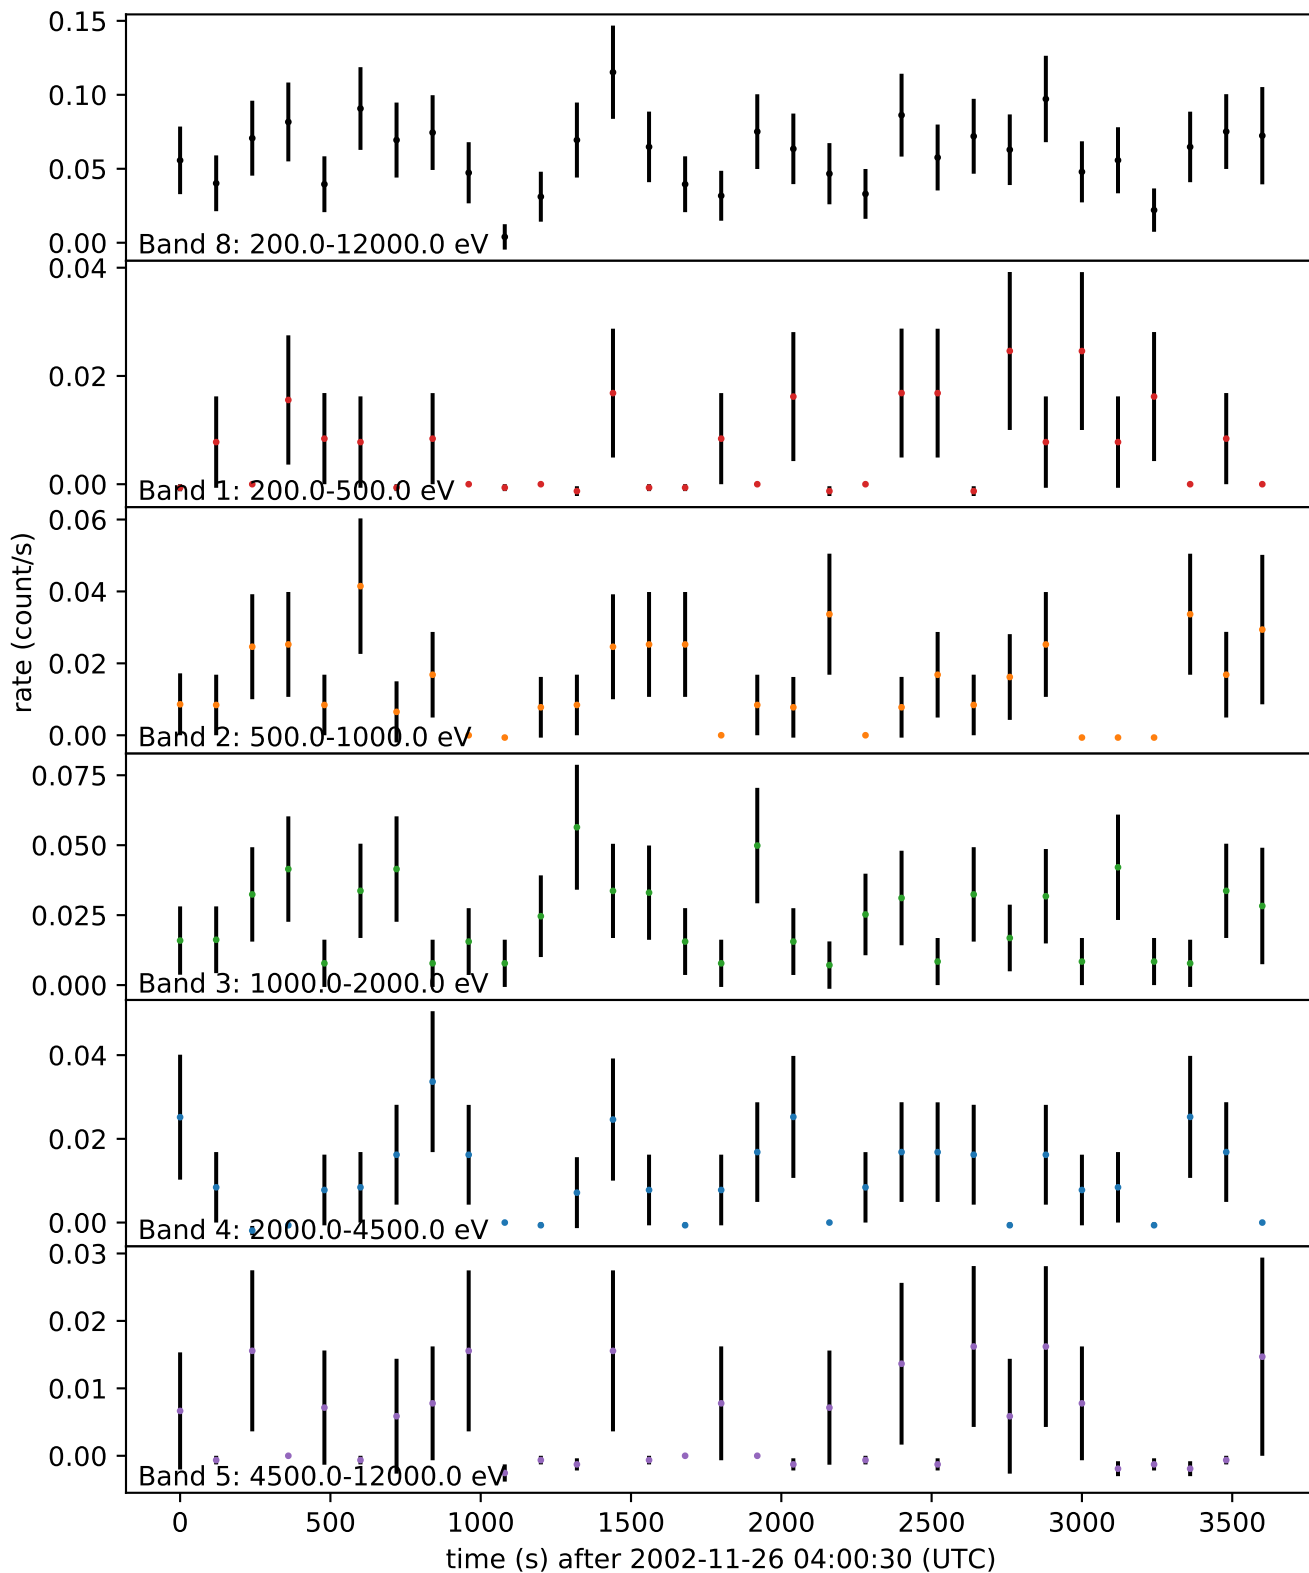 0.15
0.10
0.05
0.00
Band 8: 200.0-12000.0 eV
0.04
0.02
0.00
Band 1: 200.0-500.0 eV
0.06
0.04
0.02
0.00
Band 2: 500.0-1000.0 eV
rate (count/s)
0.075
0.050
0.025
0.000
Band 3: 1000.0-2000.0 eV
0.04
0.02
0.00
Band 4: 2000.0-4500.0 eV
0.03
0.02
0.01
0.00
Band 5: 4500.0-12000.0 eV
0 500 1000 1500 2000 2500 3000 3500
time (s) after 2002-11-26 04:00:30 (UTC)